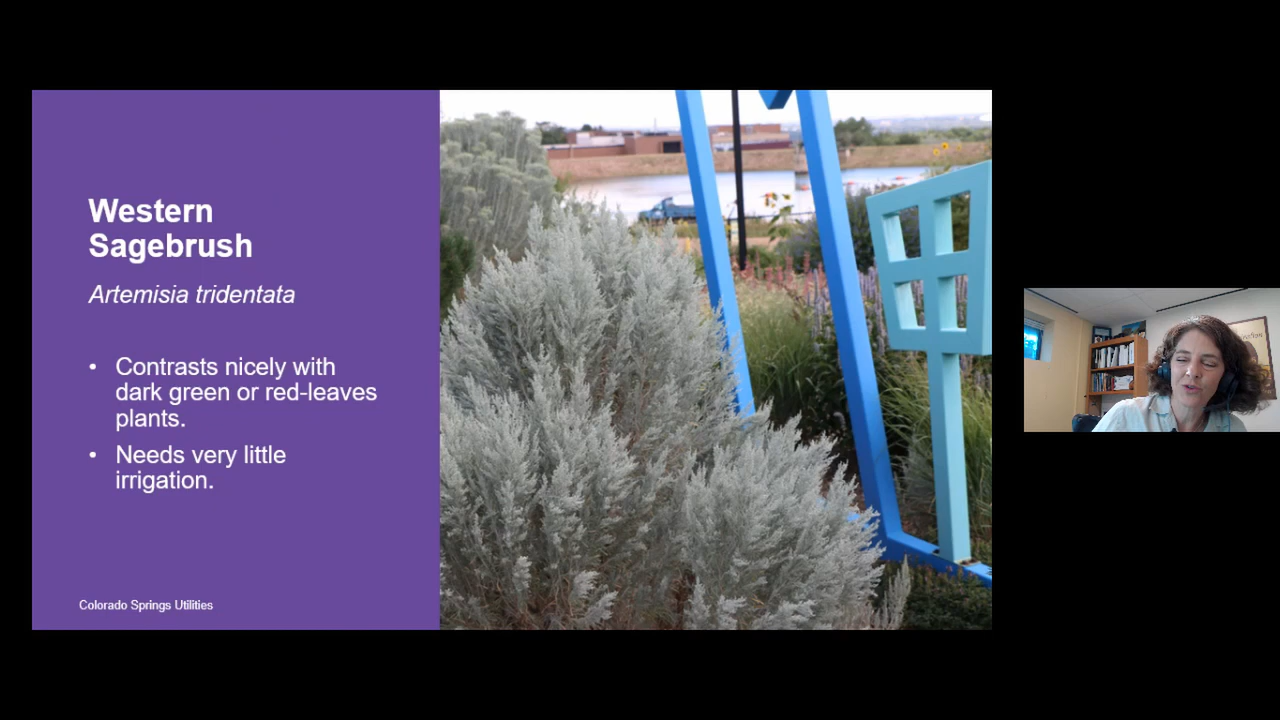 Western
Sagebrush
Artemisia tridentata
• Contrasts nicely with
dark green or red-leaves
plants.
• Needs very little
irrigation.
Colorado Springs Utilities